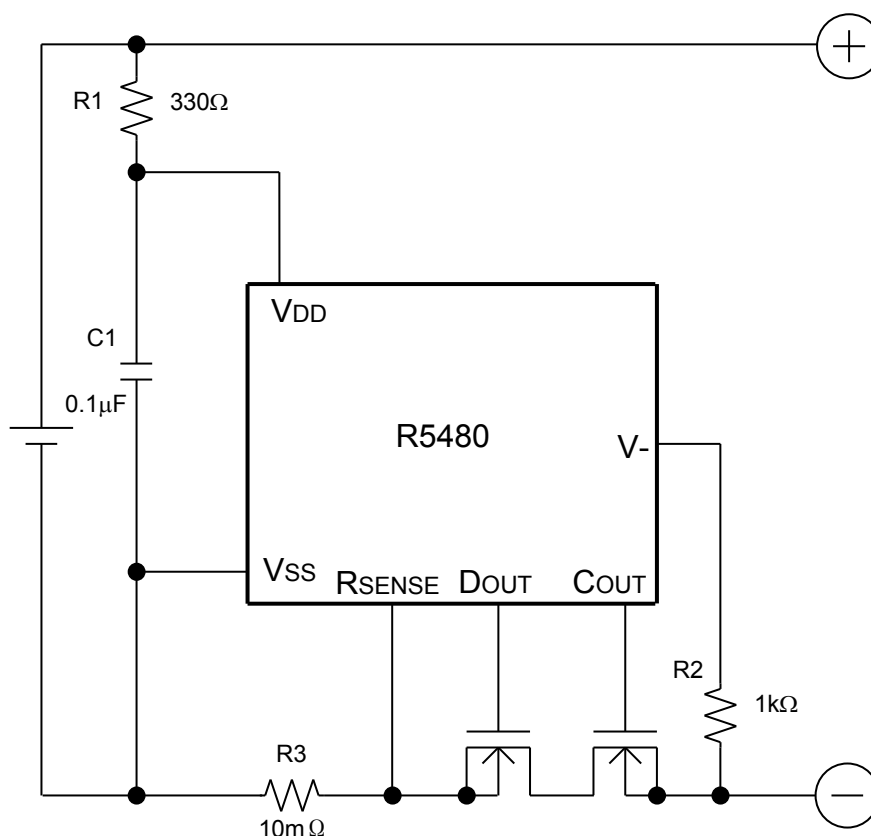 R1 330Ω
VDD
C1
0.1μF
R5480
V-
VSS
RSENSE DOUT COUT
R2
1kΩ
R3
10mΩ